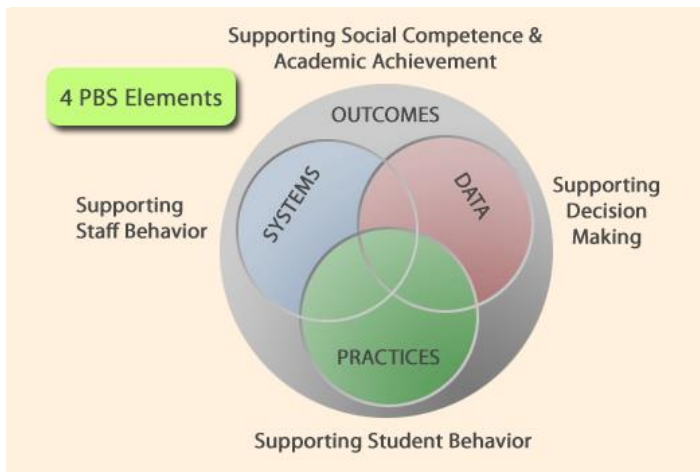 Supporting Social Competence &
Academic Achievement
4 PBS Elements
OUTCOMES
SYSTEMS
DATA
Supporting
Staff Behavior
Supporting
Decision
Making
PRACTICES
Supporting Student Behavior